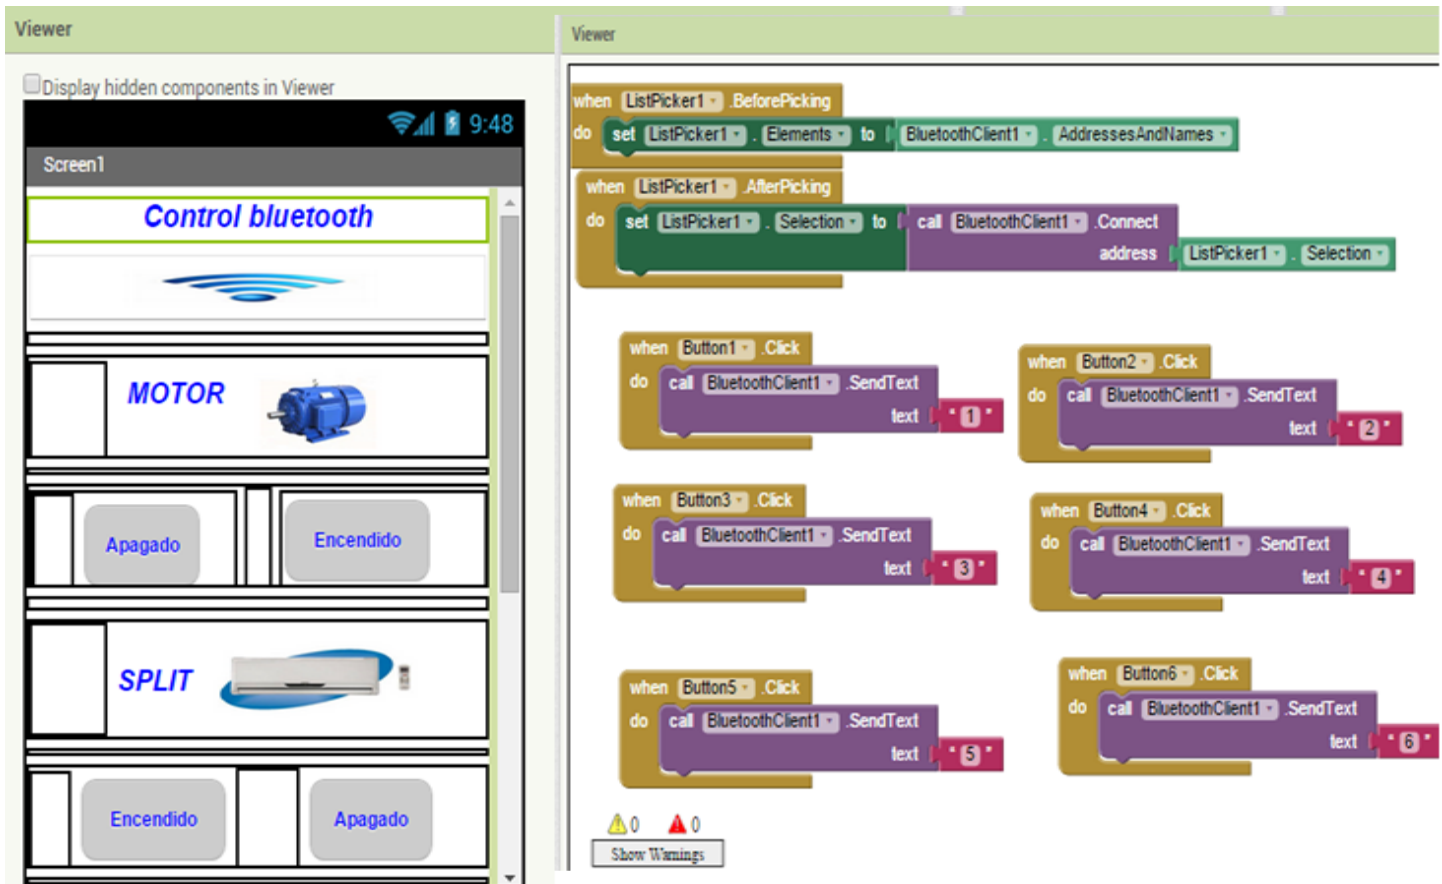 Viewer
Display hidden components in Viewer
9:48
Screen1
Control bluetooth
MOTOR
Apagado
Encendido
SPLIT
Encendido
Apagado
Viewer
when ListPicker1 .BeforePicking
do set ListPicker1 . Elements to BluetoothClient1 . AddressesAndNames
when ListPicker1 .AfterPicking
do set ListPicker1 . Selection to call BluetoothClient1 .Connect
address ListPicker1 . Selection
when Button1 .Click
do call BluetoothClient1 .SendText
text " 1 "
when Button2 .Click
do call BluetoothClient1 .SendText
text " 2 "
when Button3 .Click
do call BluetoothClient1 .SendText
text " 3 "
when Button4 .Click
do call BluetoothClient1 .SendText
text " 4 "
when Button5 .Click
do call BluetoothClient1 .SendText
text " 5 "
when Button6 .Click
do call BluetoothClient1 .SendText
text " 6 "
0 0
Show Warnings